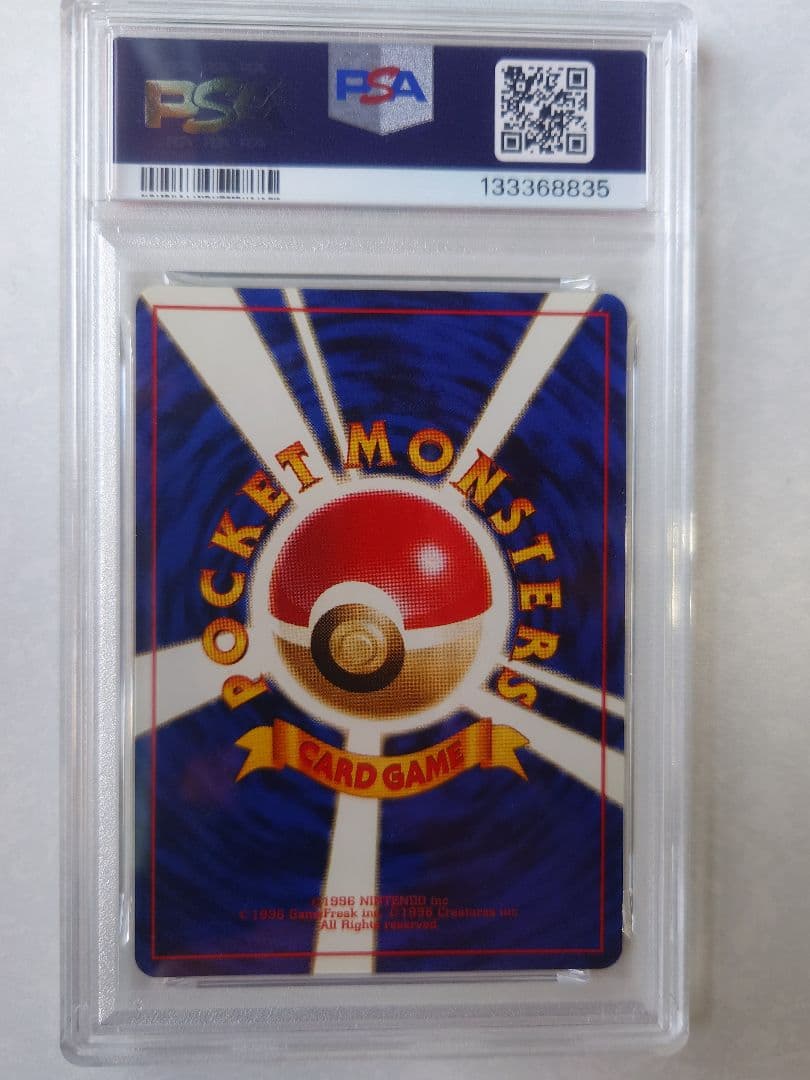 PSA
PSA
133368835
POCKET MONSTERS
CARD GAME
©1996 NINTENDO inc
©1996 GameFreak inc. ©1996 Creatures inc
All Rights reserved